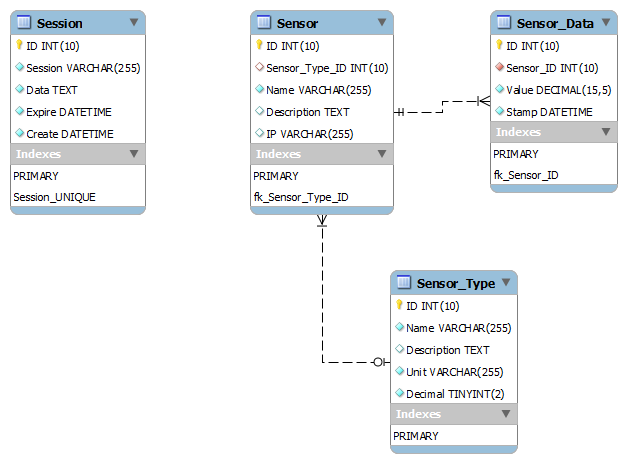 Session
ID INT(10)
Session VARCHAR(255)
Data TEXT
Expire DATETIME
Create DATETIME
Indexes
PRIMARY
Session_UNIQUE
Sensor
ID INT(10)
Sensor_Type_ID INT(10)
Name VARCHAR(255)
Description TEXT
IP VARCHAR(255)
Indexes
PRIMARY
fk_Sensor_Type_ID
Sensor_Data
ID INT(10)
Sensor_ID INT(10)
Value DECIMAL(15,5)
Stamp DATETIME
Indexes
PRIMARY
fk_Sensor_ID
Sensor_Type
ID INT(10)
Name VARCHAR(255)
Description TEXT
Unit VARCHAR(255)
Decimal TINYINT(2)
Indexes
PRIMARY